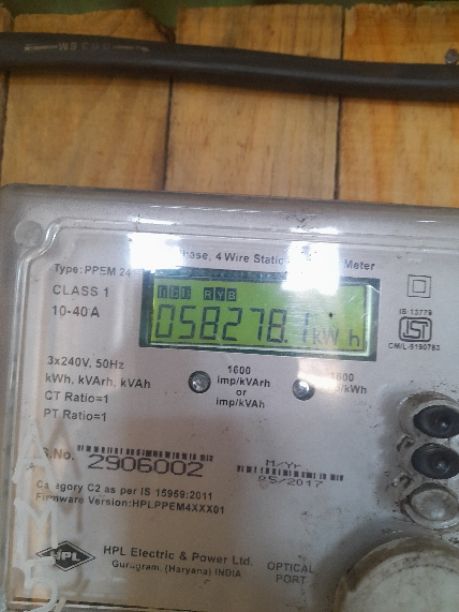 4 Wire Static
Meter
Type: PPEM 24
CLASS 1
10-40 A
RYB
058278.1 kWh
IS 13779
ISI
CM/L-5190783
3x240V, 50Hz
kWh, kVArh, kVAh
CT Ratio=1
PT Ratio=1
1600
imp/kVArh
or
imp/kVAh
S.No. 2906002
M/Yr
05/2017
Category C2 as per IS 15959:2011
Firmware Version:HPLPPEM4XXX01
HPL
HPL Electric & Power Ltd.
Gurugram, (Haryana) INDIA
OPTICAL
PORT